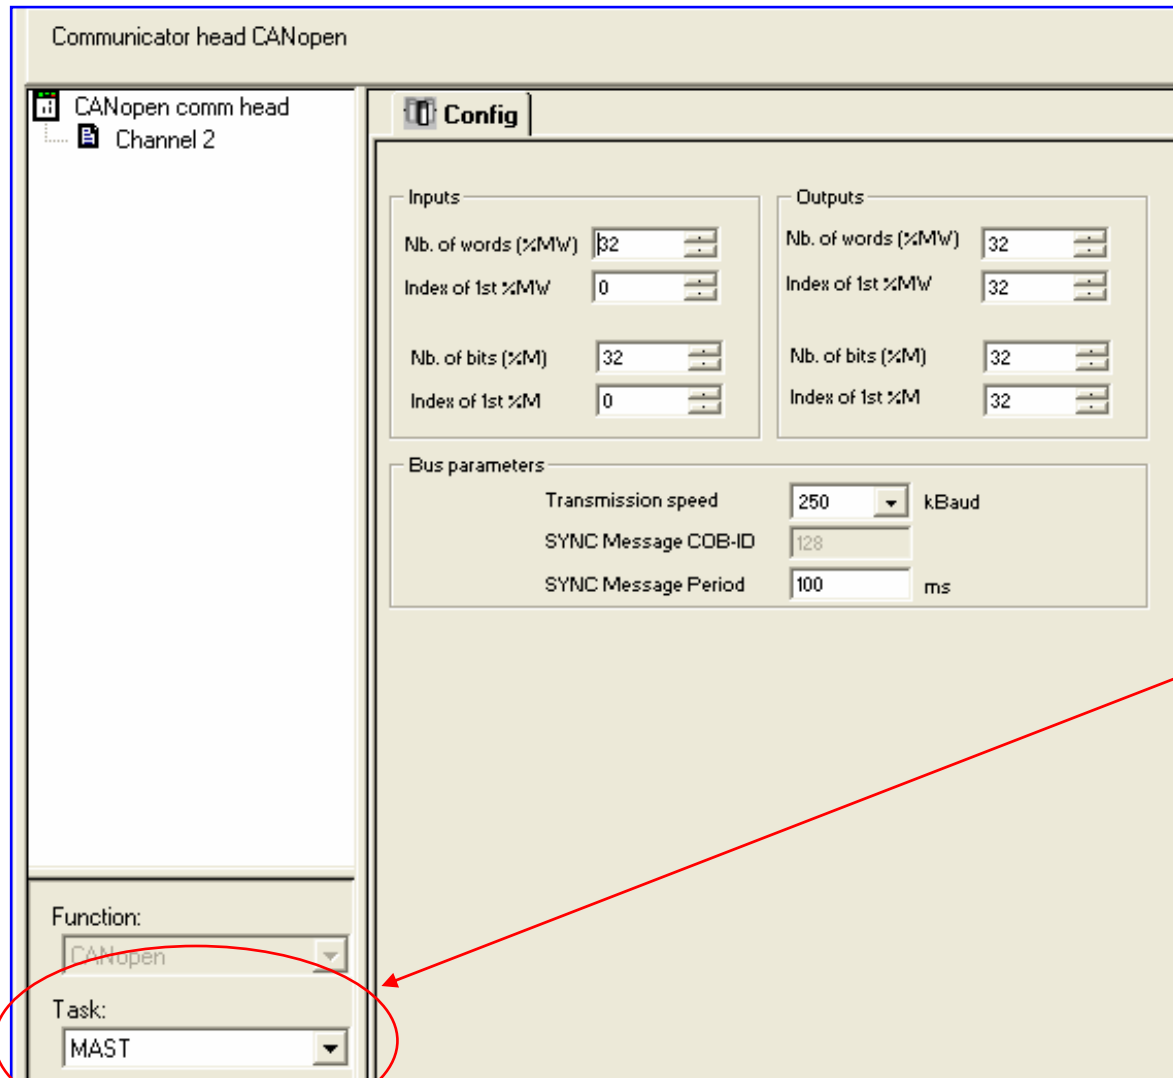 Communicator head CANopen
CANopen comm head
Channel 2
Config
Inputs
Nb. of words (%MW) 32
Index of 1st %MW 0
Nb. of bits (%M) 32
Index of 1st %M 0
Outputs
Nb. of words (%MW) 32
Index of 1st %MW 32
Nb. of bits (%M) 32
Index of 1st %M 32
Bus parameters
Transmission speed 250 kBaud
SYNC Message COB-ID 128
SYNC Message Period 100 ms
Function:
CANopen
Task:
MAST